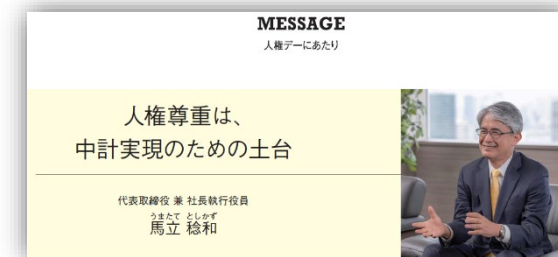 MESSAGE
人権デーにあたり
人権尊重は、
中計実現のための土台
代表取締役 兼 社長執行役員
うまたて としかず
馬立 稔和